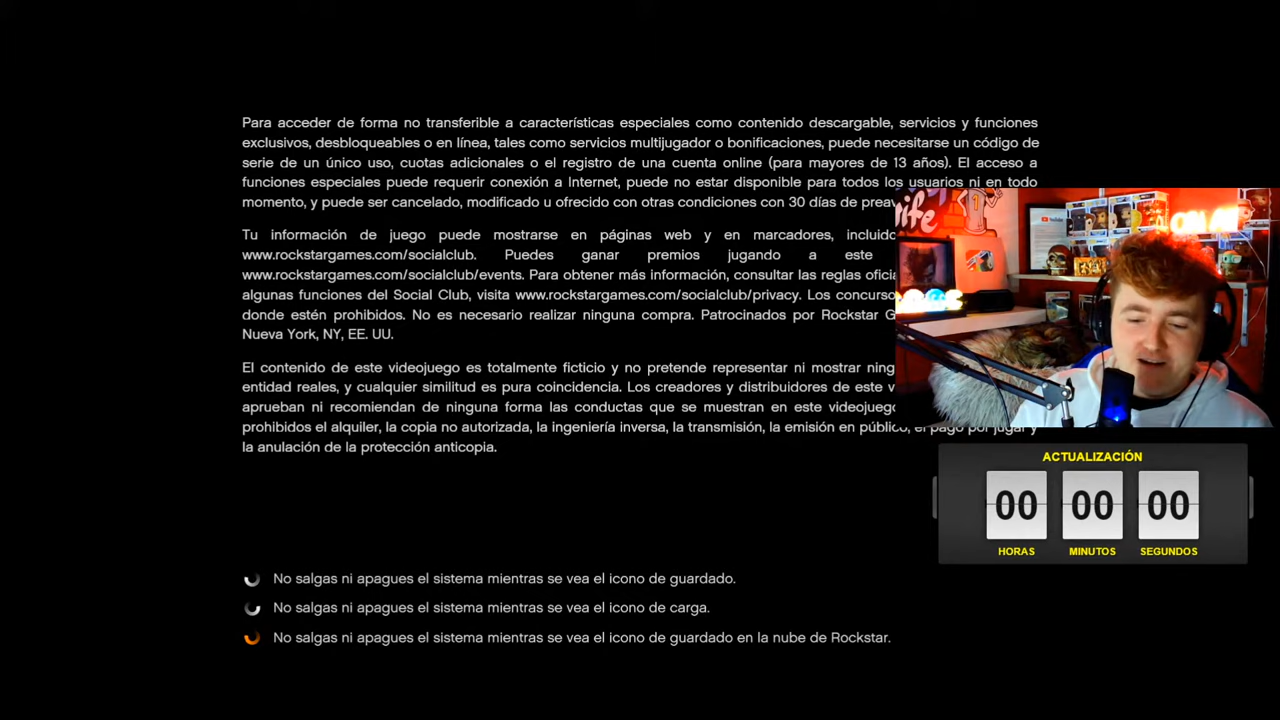 Para acceder de forma no transferible a características especiales como contenido descargable, servicios y funciones
exclusivos, desbloqueables o en línea, tales como servicios multijugador o bonificaciones, puede necesitarse un código de
serie de un único uso, cuotas adicionales o el registro de una cuenta online (para mayores de 13 años). El acceso a
funciones especiales puede requerir conexión a Internet, puede no estar disponible para todos los usuarios ni en todo
momento, y puede ser cancelado, modificado u ofrecido con otras condiciones con 30 días de
Tu información de juego puede mostrarse en páginas web y en marcadores,
www.rockstargames.com/socialclub. Puedes ganar premios jugando a este
www.rockstargames.com/socialclub/events. Para obtener más información, consultar las reglas
algunas funciones del Social Club, visita www.rockstargames.com/socialclub/privacy. Los
donde estén prohibidos. No es necesario realizar ninguna compra. Patrocinados por Rockstar
Nueva York, NY, EE. UU.
El contenido de este videojuego es totalmente ficticio y no pretende representar ni mostrar
entidad reales, y cualquier similitud es pura coincidencia. Los creadores y distribuidores de este
aprueban ni recomiendan de ninguna forma las conductas que se muestran en este
prohibidos el alquiler, la copia no autorizada, la ingeniería inversa, la transmisión, la emisión en público, el pago por jugar y
la anulación de la protección anticopia.
ACTUALIZACIÓN
00 00 00
HORAS MINUTOS SEGUNDOS
No salgas ni apagues el sistema mientras se vea el icono de guardado.
No salgas ni apagues el sistema mientras se vea el icono de carga.
No salgas ni apagues el sistema mientras se vea el icono de guardado en la nube de Rockstar.